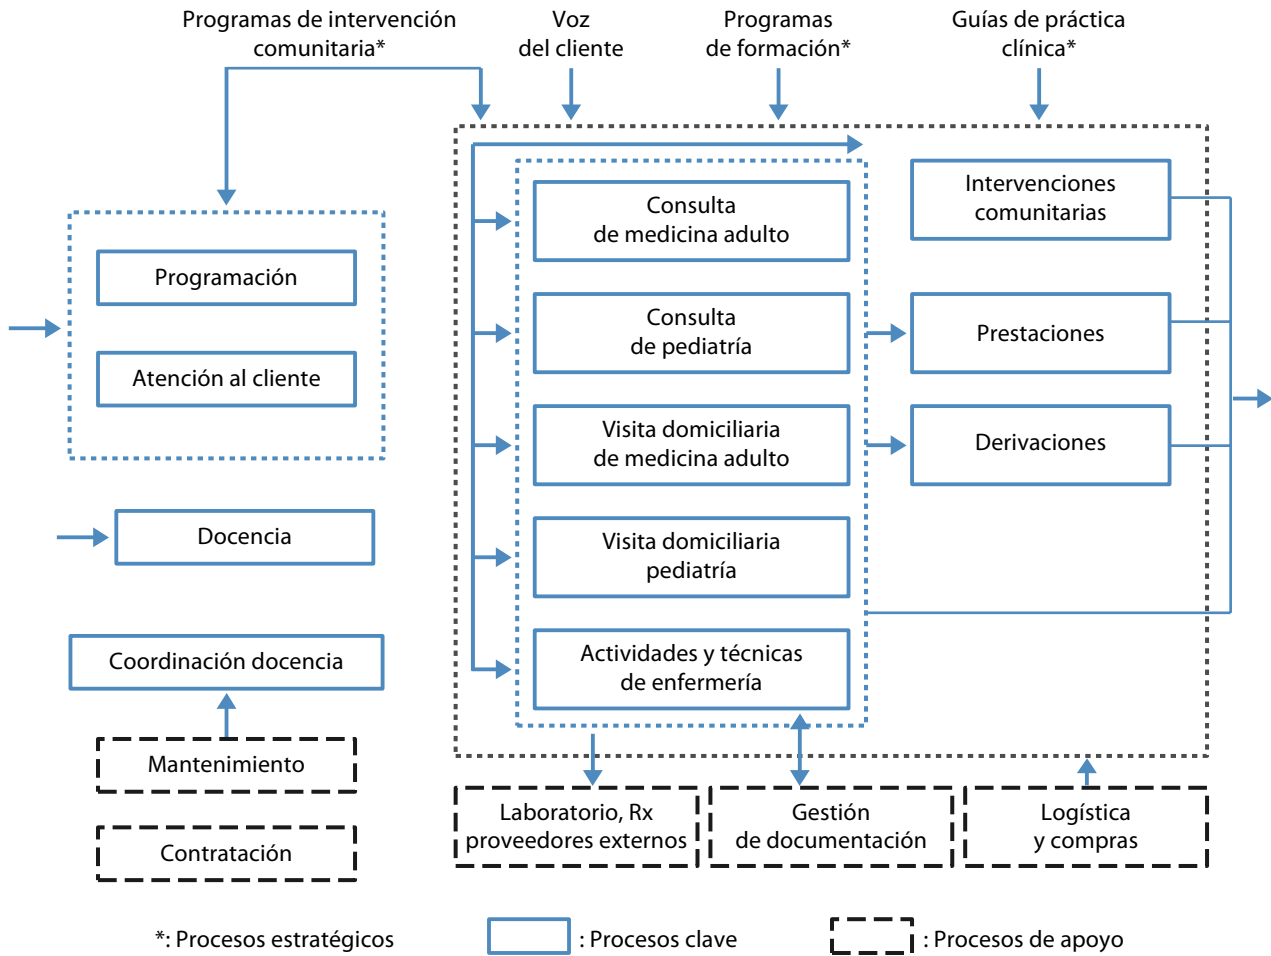 Programas de intervención
comunitaria*
Voz
del cliente
Programas
de formación*
Guías de práctica
clínica*
Programación
Atención al cliente
Docencia
Coordinación docencia
Mantenimiento
Contratación
Consulta
de medicina adulto
Consulta
de pediatría
Visita domiciliaria
de medicina adulto
Visita domiciliaria
pediatría
Actividades y técnicas
de enfermería
Intervenciones
comunitarias
Prestaciones
Derivaciones
Laboratorio, Rx
proveedores externos
Gestión
de documentación
Logística
y compras
*: Procesos estratégicos
: Procesos clave
: Procesos de apoyo